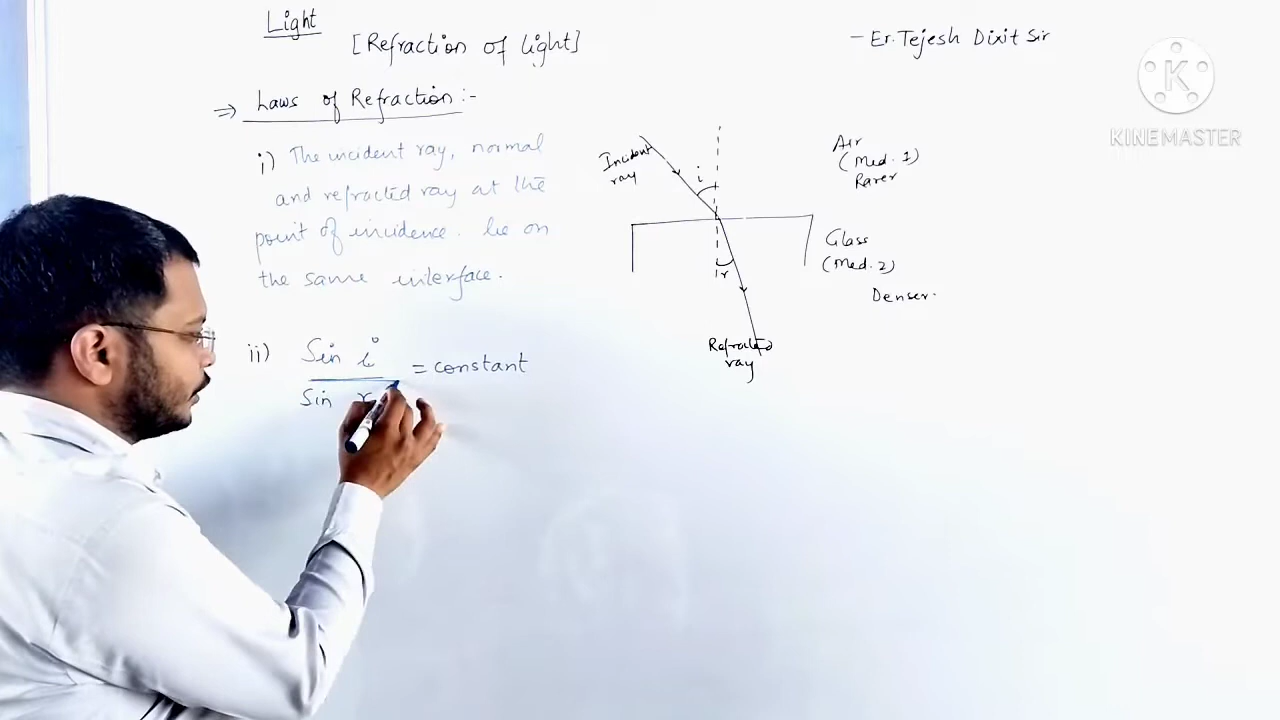 Light
[Refraction of light]
- Er. Tejesh Dixit Sir
K
KINEMASTER
⇒ Laws of Refraction:-
i) The incident ray, normal
and refracted ray at the
point of incidence. lie on
the same interface.
ii) Sin i
Sin r
= constant
Incident
ray
i
Air
(Med. 1)
Rarer
Glass
(Med. 2)
Denser.
r
Refracted
ray